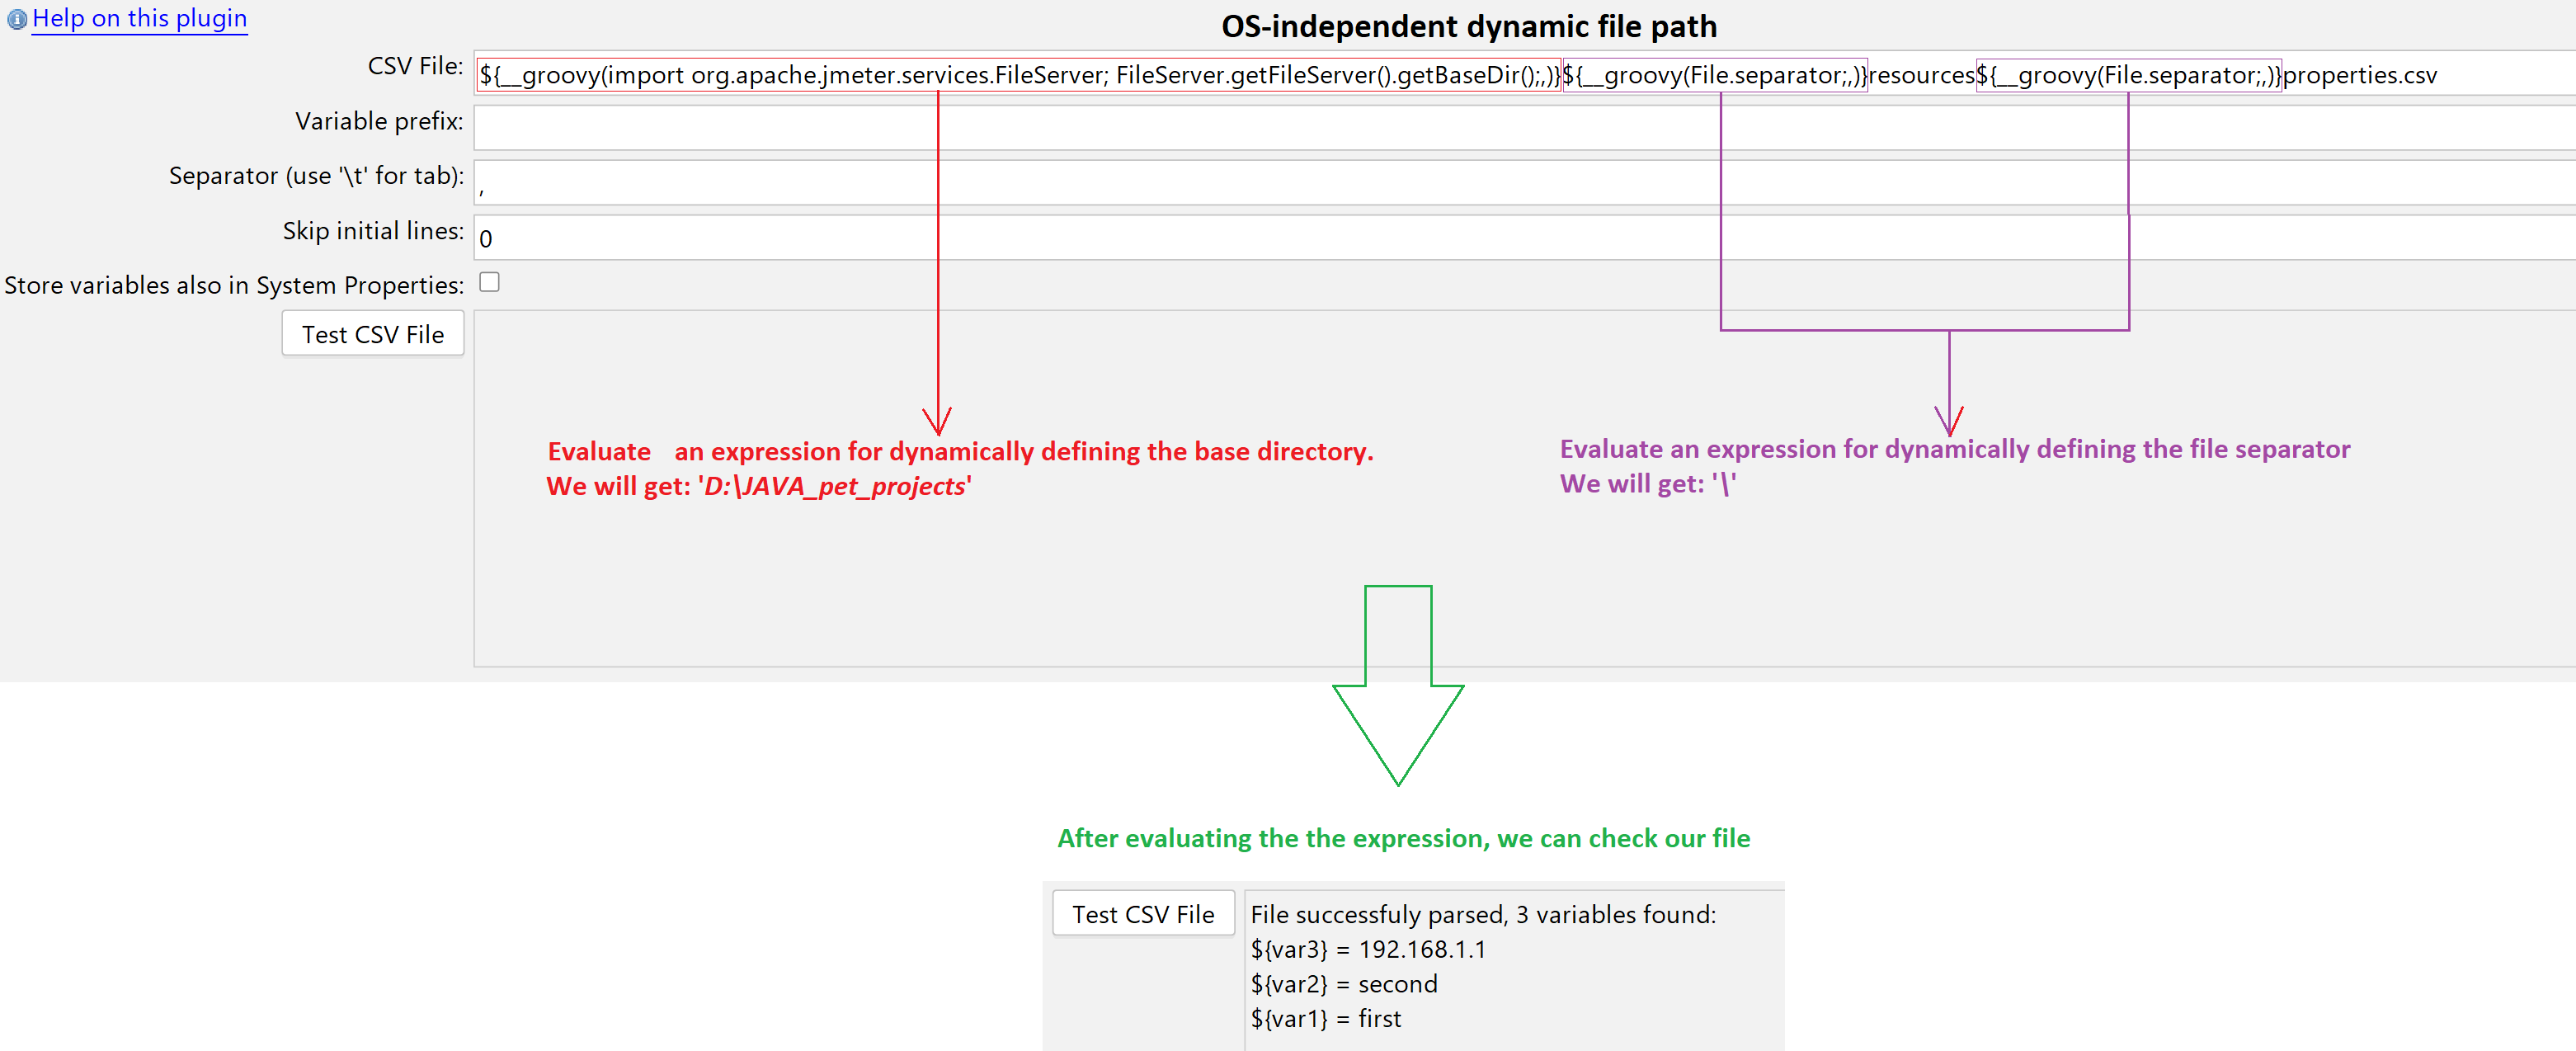 Help on this plugin
OS-independent dynamic file path
CSV File: ${__groovy(import org.apache.jmeter.services.FileServer; FileServer.getFileServer().getBaseDir();,)}${__groovy(File.separator;,)}resources${__groovy(File.separator;,)}properties.csv
Variable prefix:
Separator (use '\t' for tab): ,
Skip initial lines: 0
Store variables also in System Properties:
Test CSV File
Evaluate an expression for dynamically defining the base directory.
We will get: 'D:\JAVA_pet_projects'
Evaluate an expression for dynamically defining the file separator
We will get: '\'
After evaluating the the expression, we can check our file
Test CSV File
File successfuly parsed, 3 variables found:
${var3} = 192.168.1.1
${var2} = second
${var1} = first